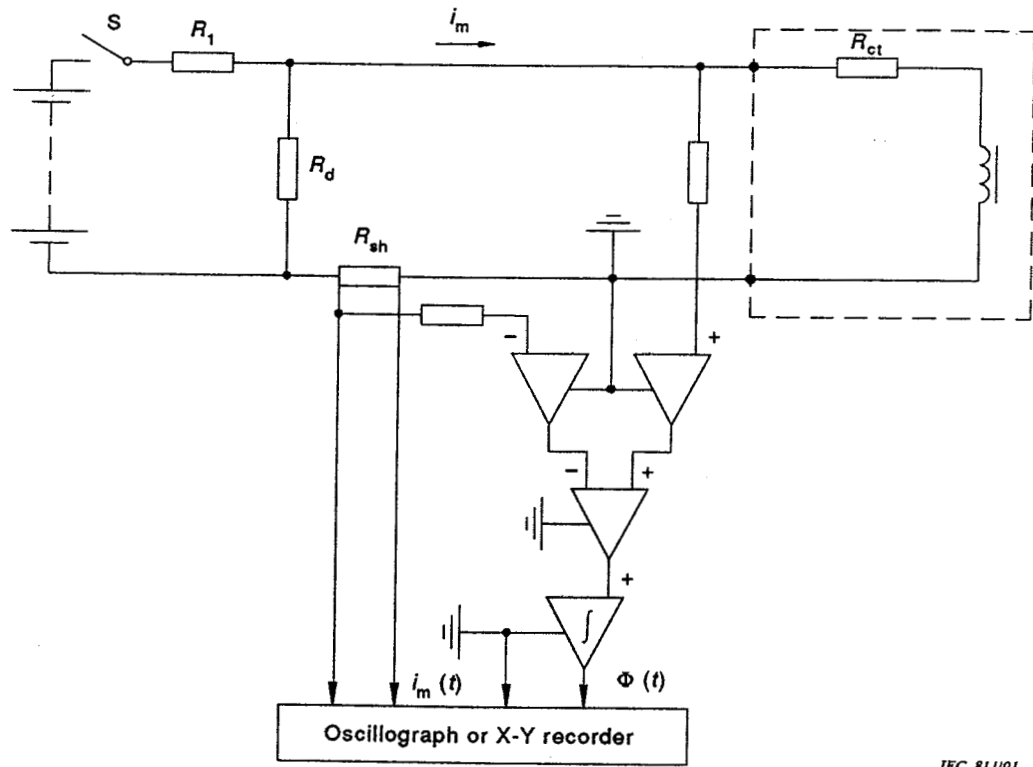 S
R1
im
Rct
Rd
Rsh
−
+
−
+
+
∫
im (t)
Φ (t)
Oscillograph or X-Y recorder